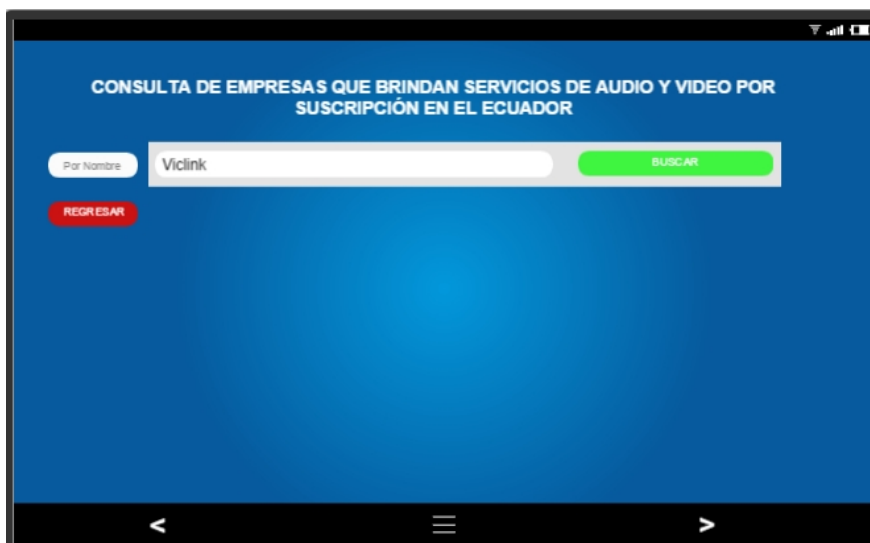 CONSULTA DE EMPRESAS QUE BRINDAN SERVICIOS DE AUDIO Y VIDEO POR
SUSCRIPCIÓN EN EL ECUADOR
Por Nombre
Viclink
BUSCAR
REGRESAR